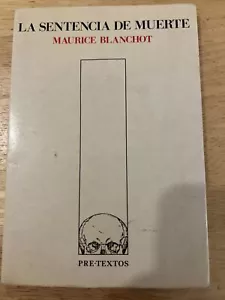 LA SENTENCIA DE MUERTE
MAURICE BLANCHOT
PRE-TEXTOS